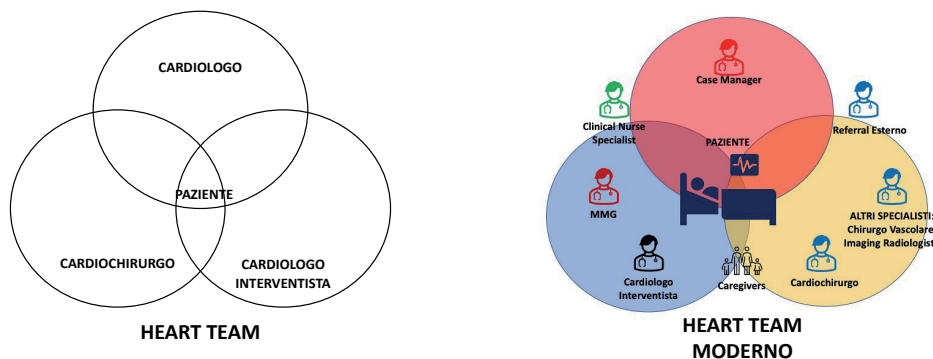 CARDIOLOGO
PAZIENTE
CARDIOCHIRURGO
CARDIOLOGO
INTERVENTISTA
HEART TEAM
Case Manager
Clinical Nurse
Specialist
Referral Esterno
PAZIENTE
MMG
ALTRI SPECIALISTI:
Chirurgo Vascolare
Imaging Radiologist
Cardiologo
Interventista
Caregivers
Cardiochirurgo
HEART TEAM
MODERNO